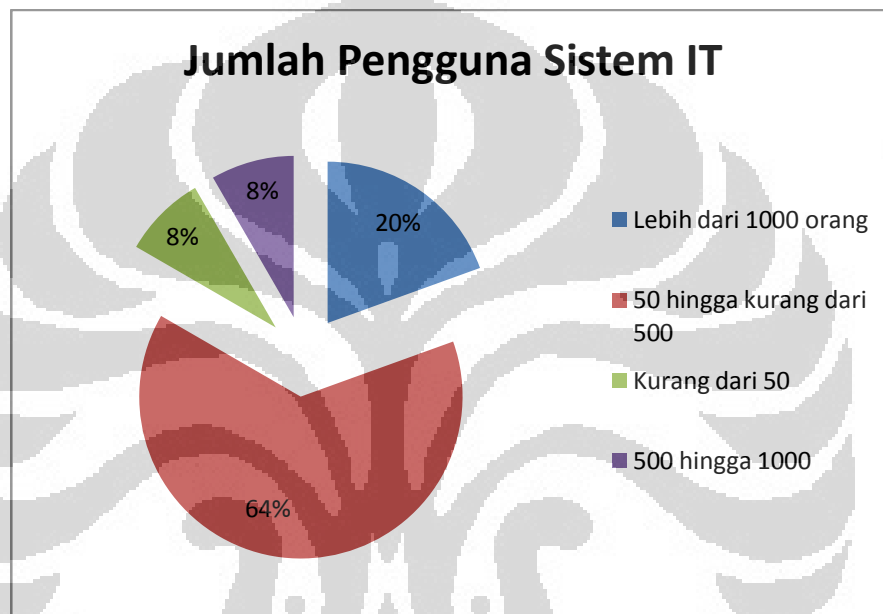 Jumlah Pengguna Sistem IT
8%
20%
8%
64%
Lebih dari 1000 orang
50 hingga kurang dari
500
Kurang dari 50
500 hingga 1000